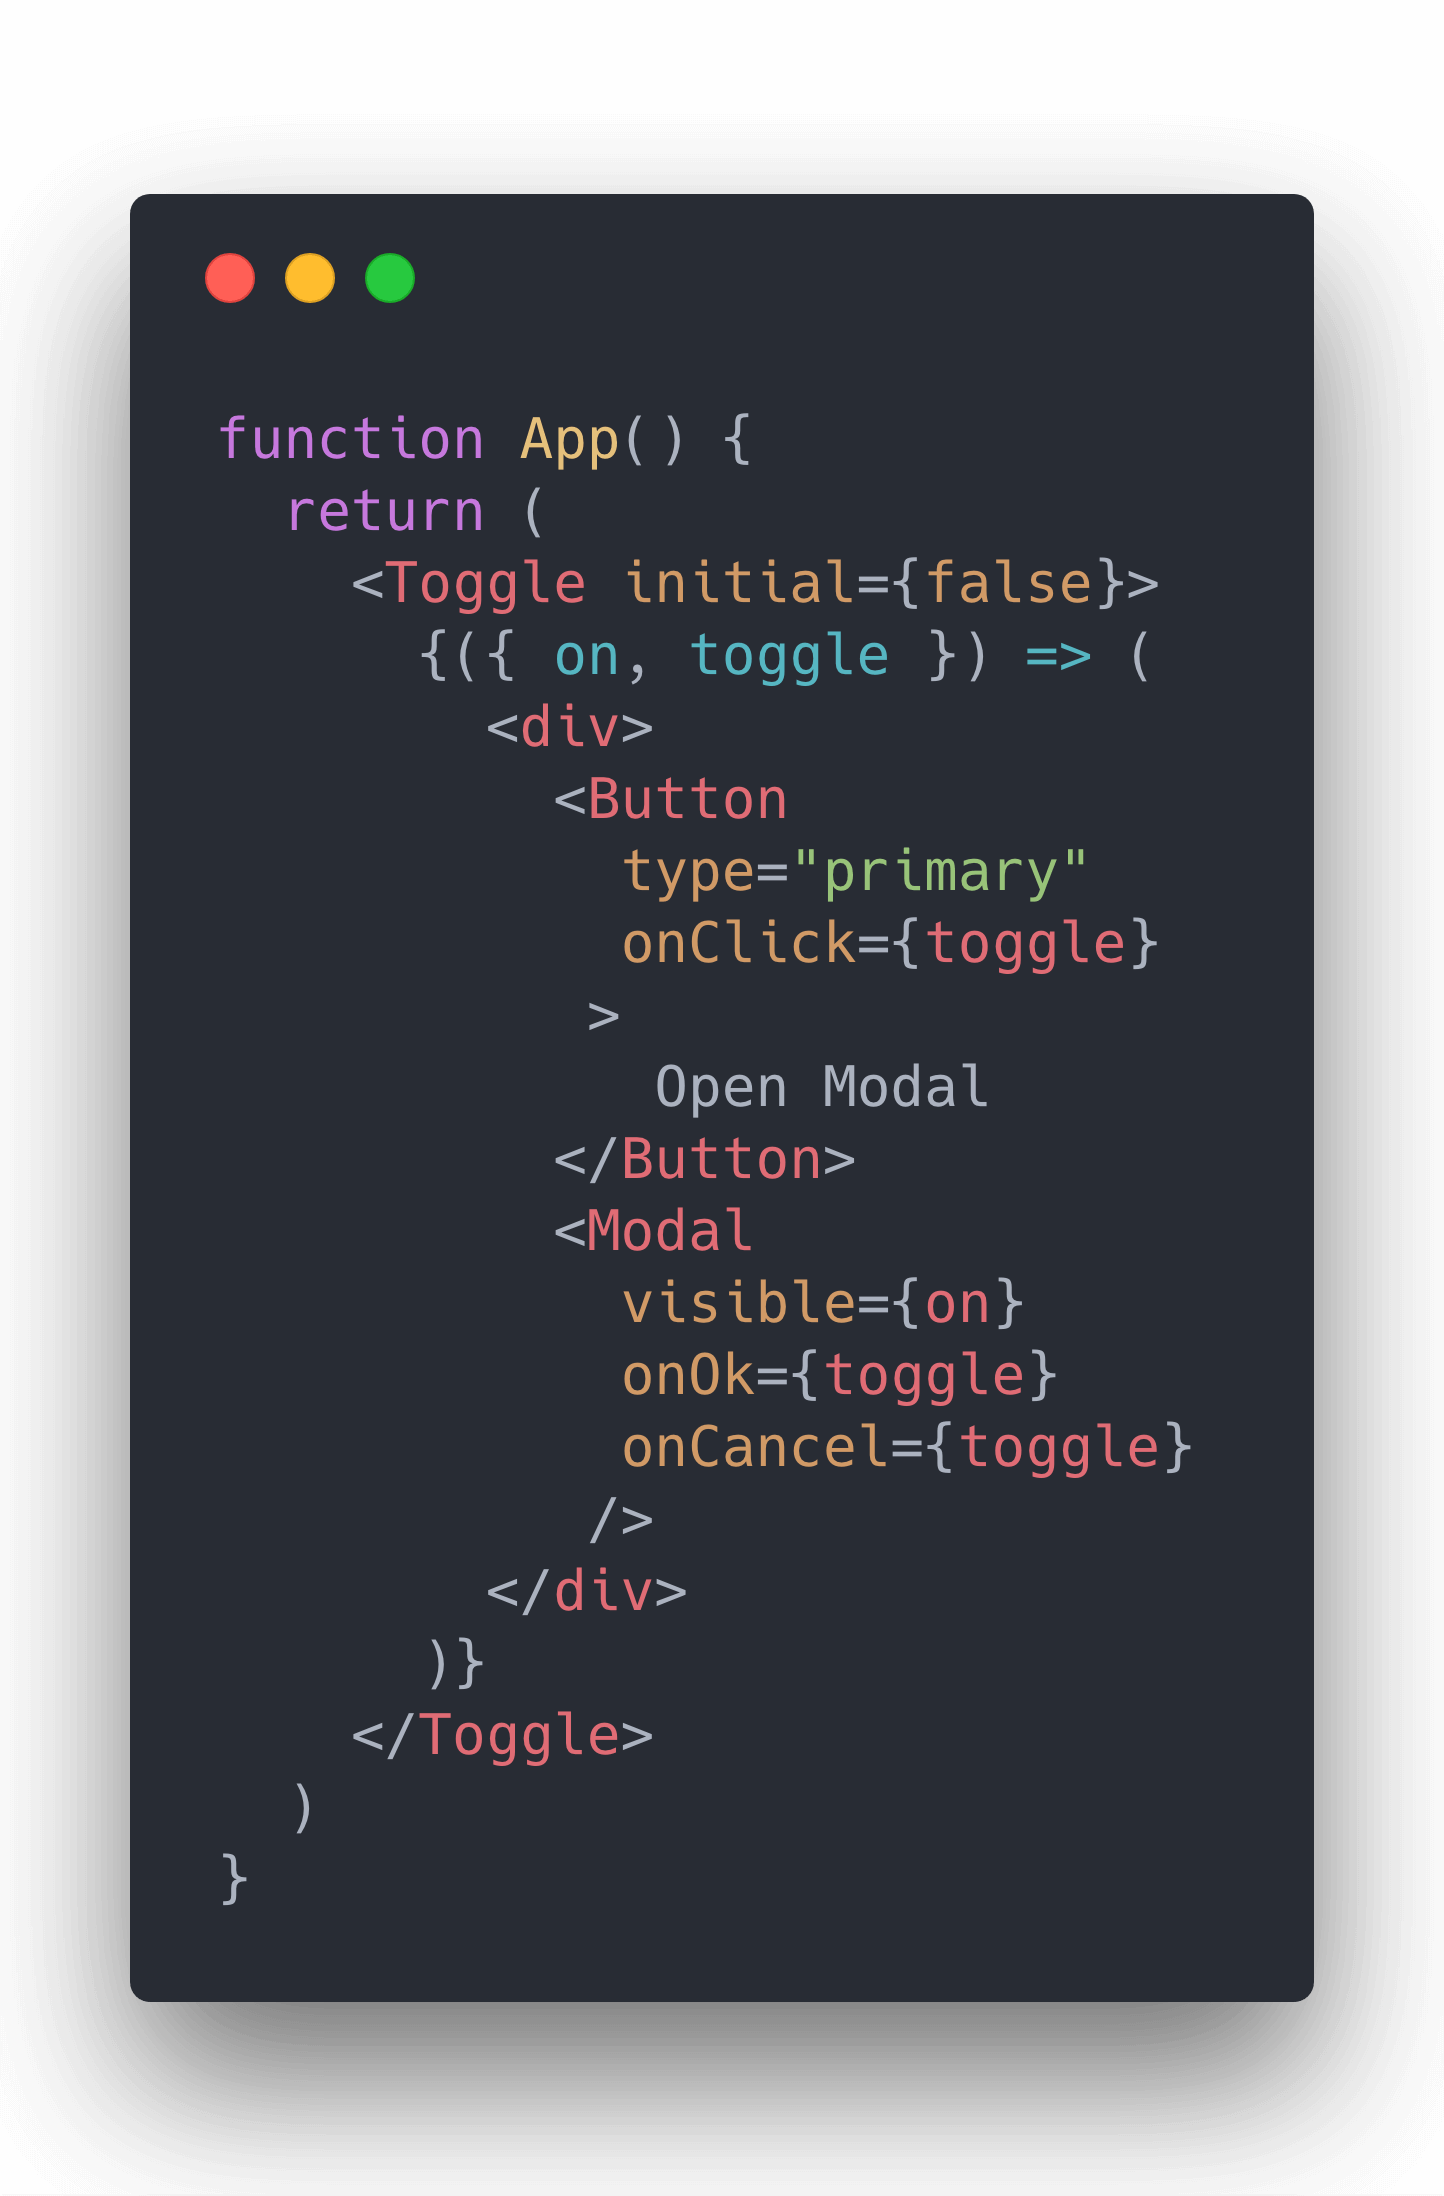 function App() {
  return (
    <Toggle initial={false}>
      {({ on, toggle }) => (
        <div>
          <Button
            type="primary"
            onClick={toggle}
           >
             Open Modal
          </Button>
          <Modal
            visible={on}
            onOk={toggle}
            onCancel={toggle}
           />
        </div>
      )}
    </Toggle>
  )
}